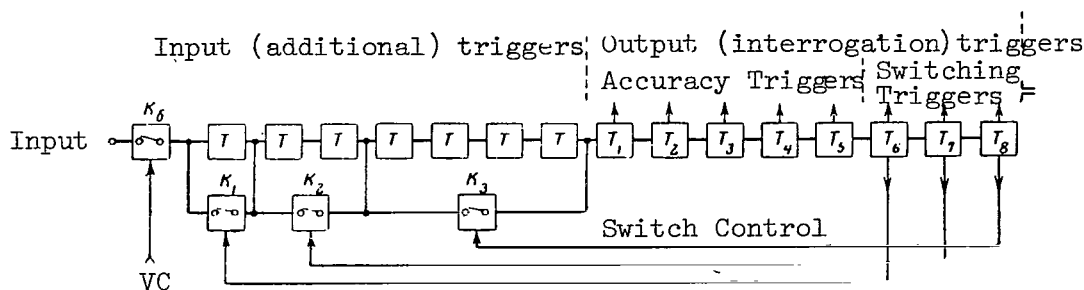 Input (additional) triggers Output (interrogation) triggers
Accuracy Triggers Switching
Triggers
K6
Input T T T T T T T T1 T2 T3 T4 T5 T6 T7 T8
K1 K2 K3
Switch Control
VC